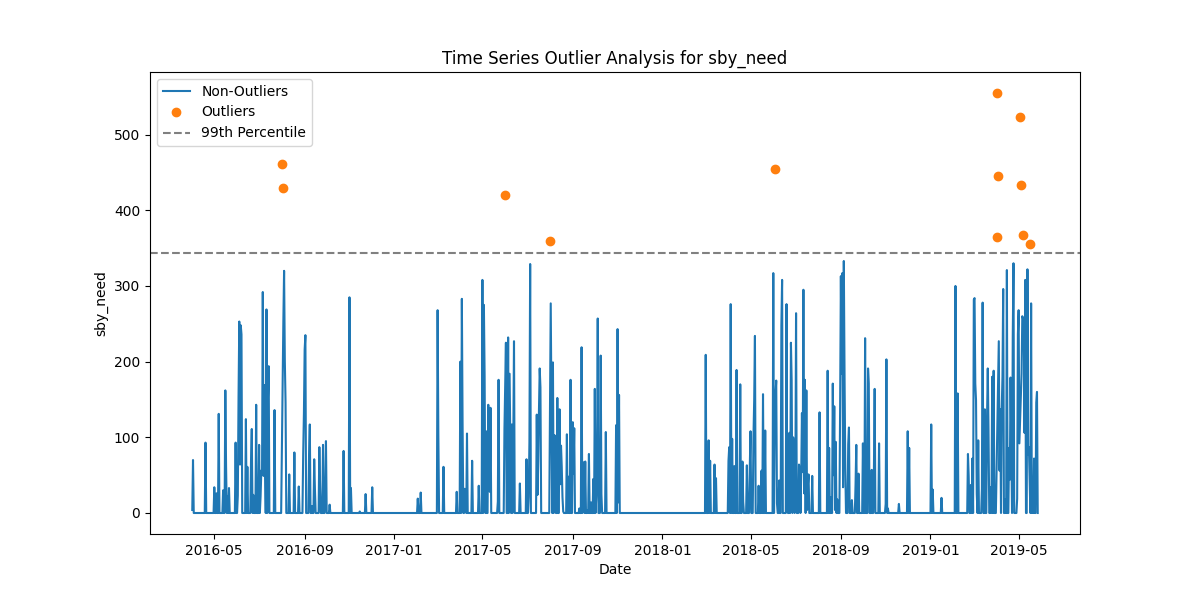 Time Series Outlier Analysis for sby_need
Non-Outliers
Outliers
99th Percentile
sby_need
500
400
300
200
100
0
2016-05 2016-09 2017-01 2017-05 2017-09 2018-01 2018-05 2018-09 2019-01 2019-05
Date